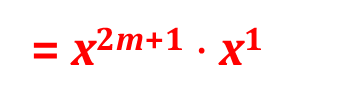 = x^{2m+1} · x^1